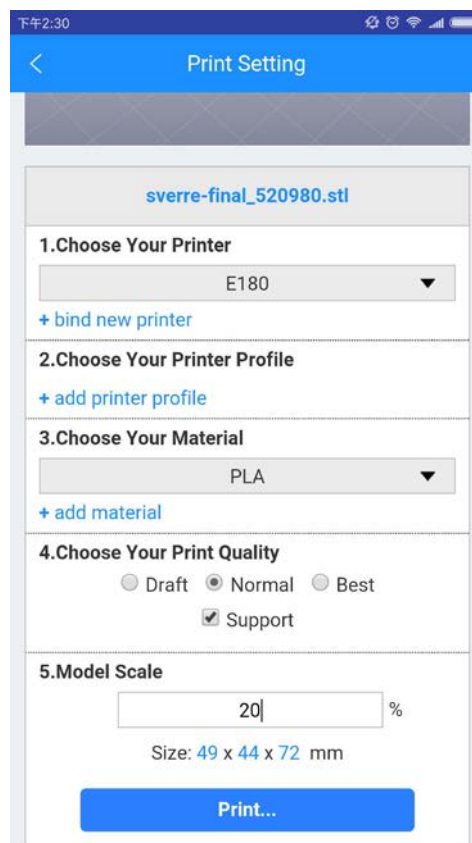 下午2:30
Print Setting
sverre-final_520980.stl
1.Choose Your Printer
E180
+ bind new printer
2.Choose Your Printer Profile
+ add printer profile
3.Choose Your Material
PLA
+ add material
4.Choose Your Print Quality
Draft Normal Best
Support
5.Model Scale
20 %
Size: 49 x 44 x 72 mm
Print...